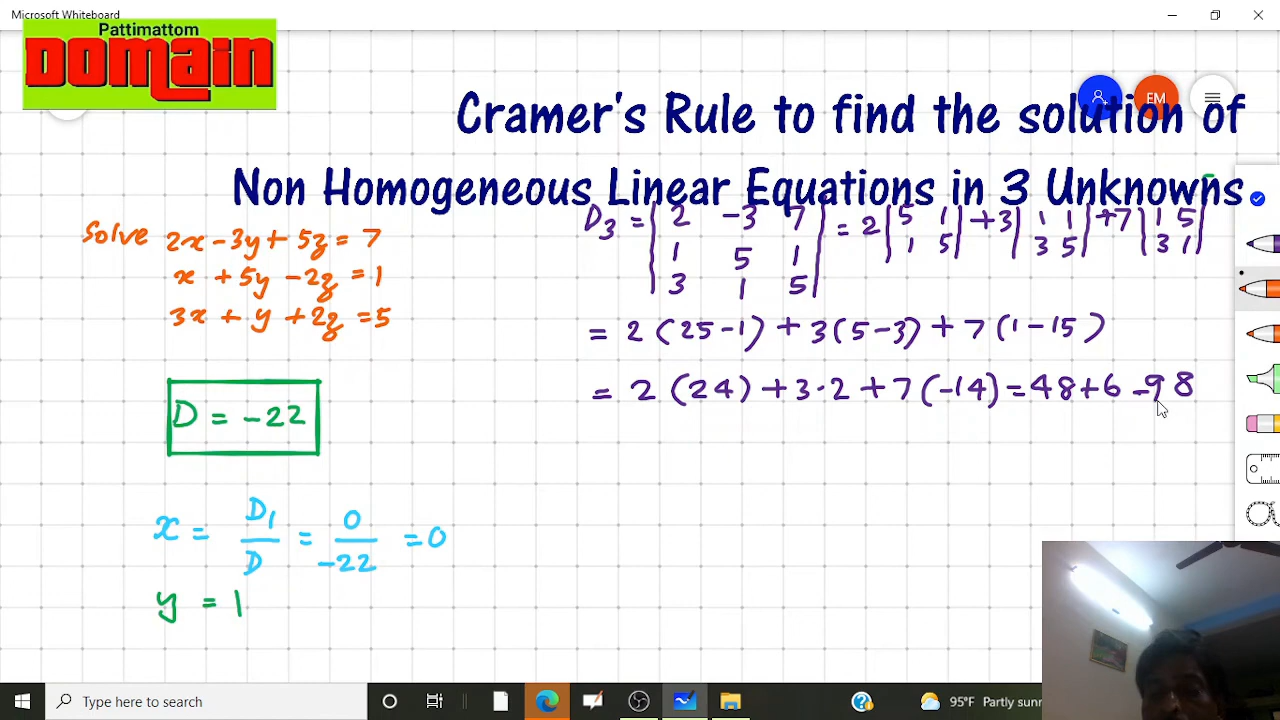 Microsoft Whiteboard
Pattimattom
DOMAIN
EM
Cramer's Rule to find the solution of
Non Homogeneous Linear Equations in 3 Unknowns
Solve 2x - 3y + 5z = 7
x + 5y - 2z = 1
3x + y + 2z = 5
D = -22
x = D₁/D = 0/-22 = 0
y = 1
D₃ = |2 -3 7| = 2|5 1| + 3|1 1| + 7|1 5|
|1 5 1| |1 5| |3 5| |3 1|
|3 1 5|
= 2 (25 - 1) + 3(5 - 3) + 7 (1 - 15)
= 2 (24) + 3·2 + 7(-14) = 48 + 6 - 98
Type here to search
95°F Partly sunn